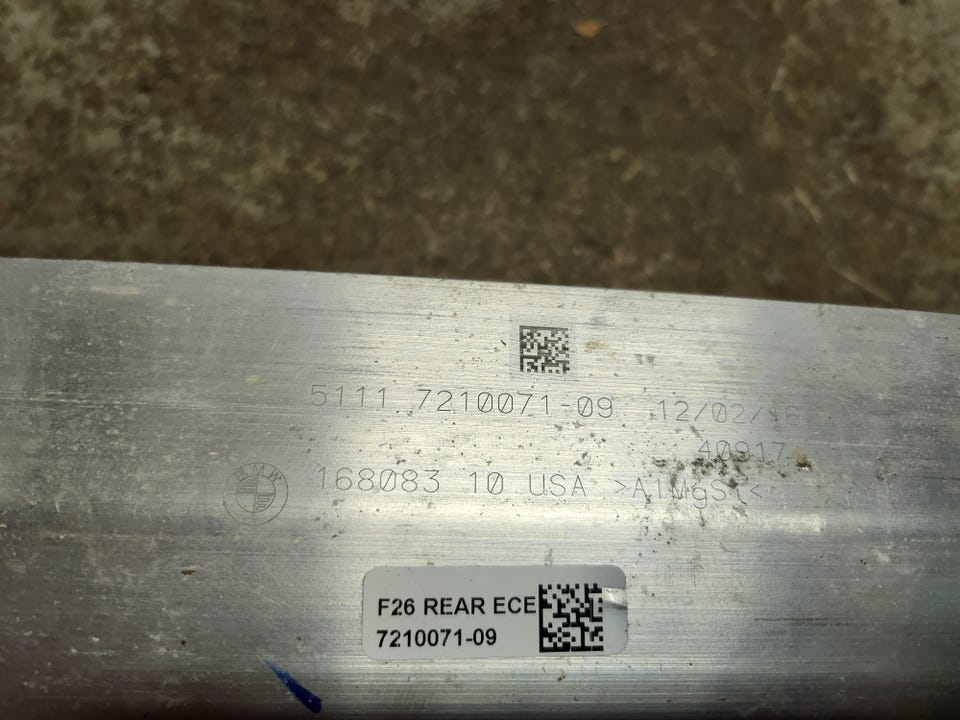 5111 7210071-09 12/02/16
40917
BMW
168083 10 USA >AlMgSi<
F26 REAR ECE
7210071-09